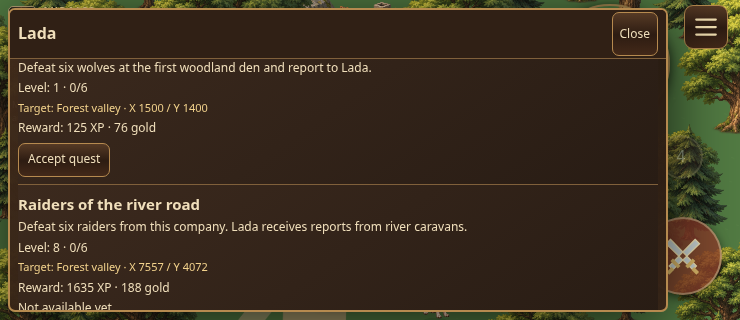 Lada
Close
Defeat six wolves at the first woodland den and report to Lada.
Level: 1 · 0/6
Target: Forest valley · X 1500 / Y 1400
Reward: 125 XP · 76 gold
Accept quest
Raiders of the river road
Defeat six raiders from this company. Lada receives reports from river caravans.
Level: 8 · 0/6
Target: Forest valley · X 7557 / Y 4072
Reward: 1635 XP · 188 gold
Not available yet